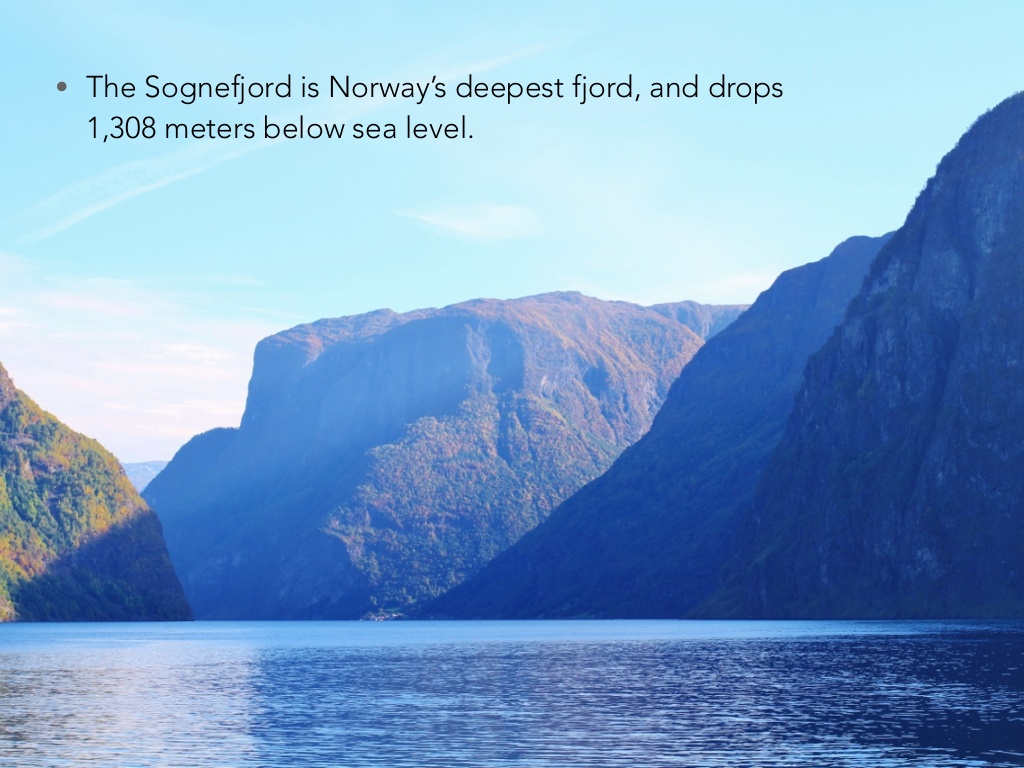 • The Sognefjord is Norway’s deepest fjord, and drops
1,308 meters below sea level.